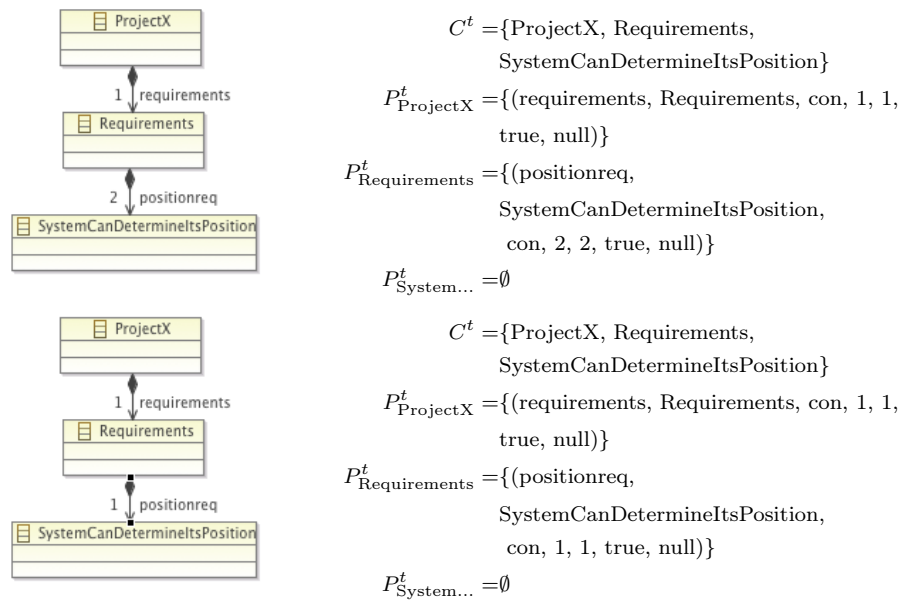 ProjectX
1 requirements
Requirements
2 positionreq
SystemCanDetermineItsPosition
C^t ={ProjectX, Requirements,
SystemCanDetermineItsPosition}
P^t_ProjectX ={(requirements, Requirements, con, 1, 1,
true, null)}
P^t_Requirements ={(positionreq,
SystemCanDetermineItsPosition,
con, 2, 2, true, null)}
P^t_System... =∅
ProjectX
1 requirements
Requirements
1 positionreq
SystemCanDetermineItsPosition
C^t ={ProjectX, Requirements,
SystemCanDetermineItsPosition}
P^t_ProjectX ={(requirements, Requirements, con, 1, 1,
true, null)}
P^t_Requirements ={(positionreq,
SystemCanDetermineItsPosition,
con, 1, 1, true, null)}
P^t_System... =∅